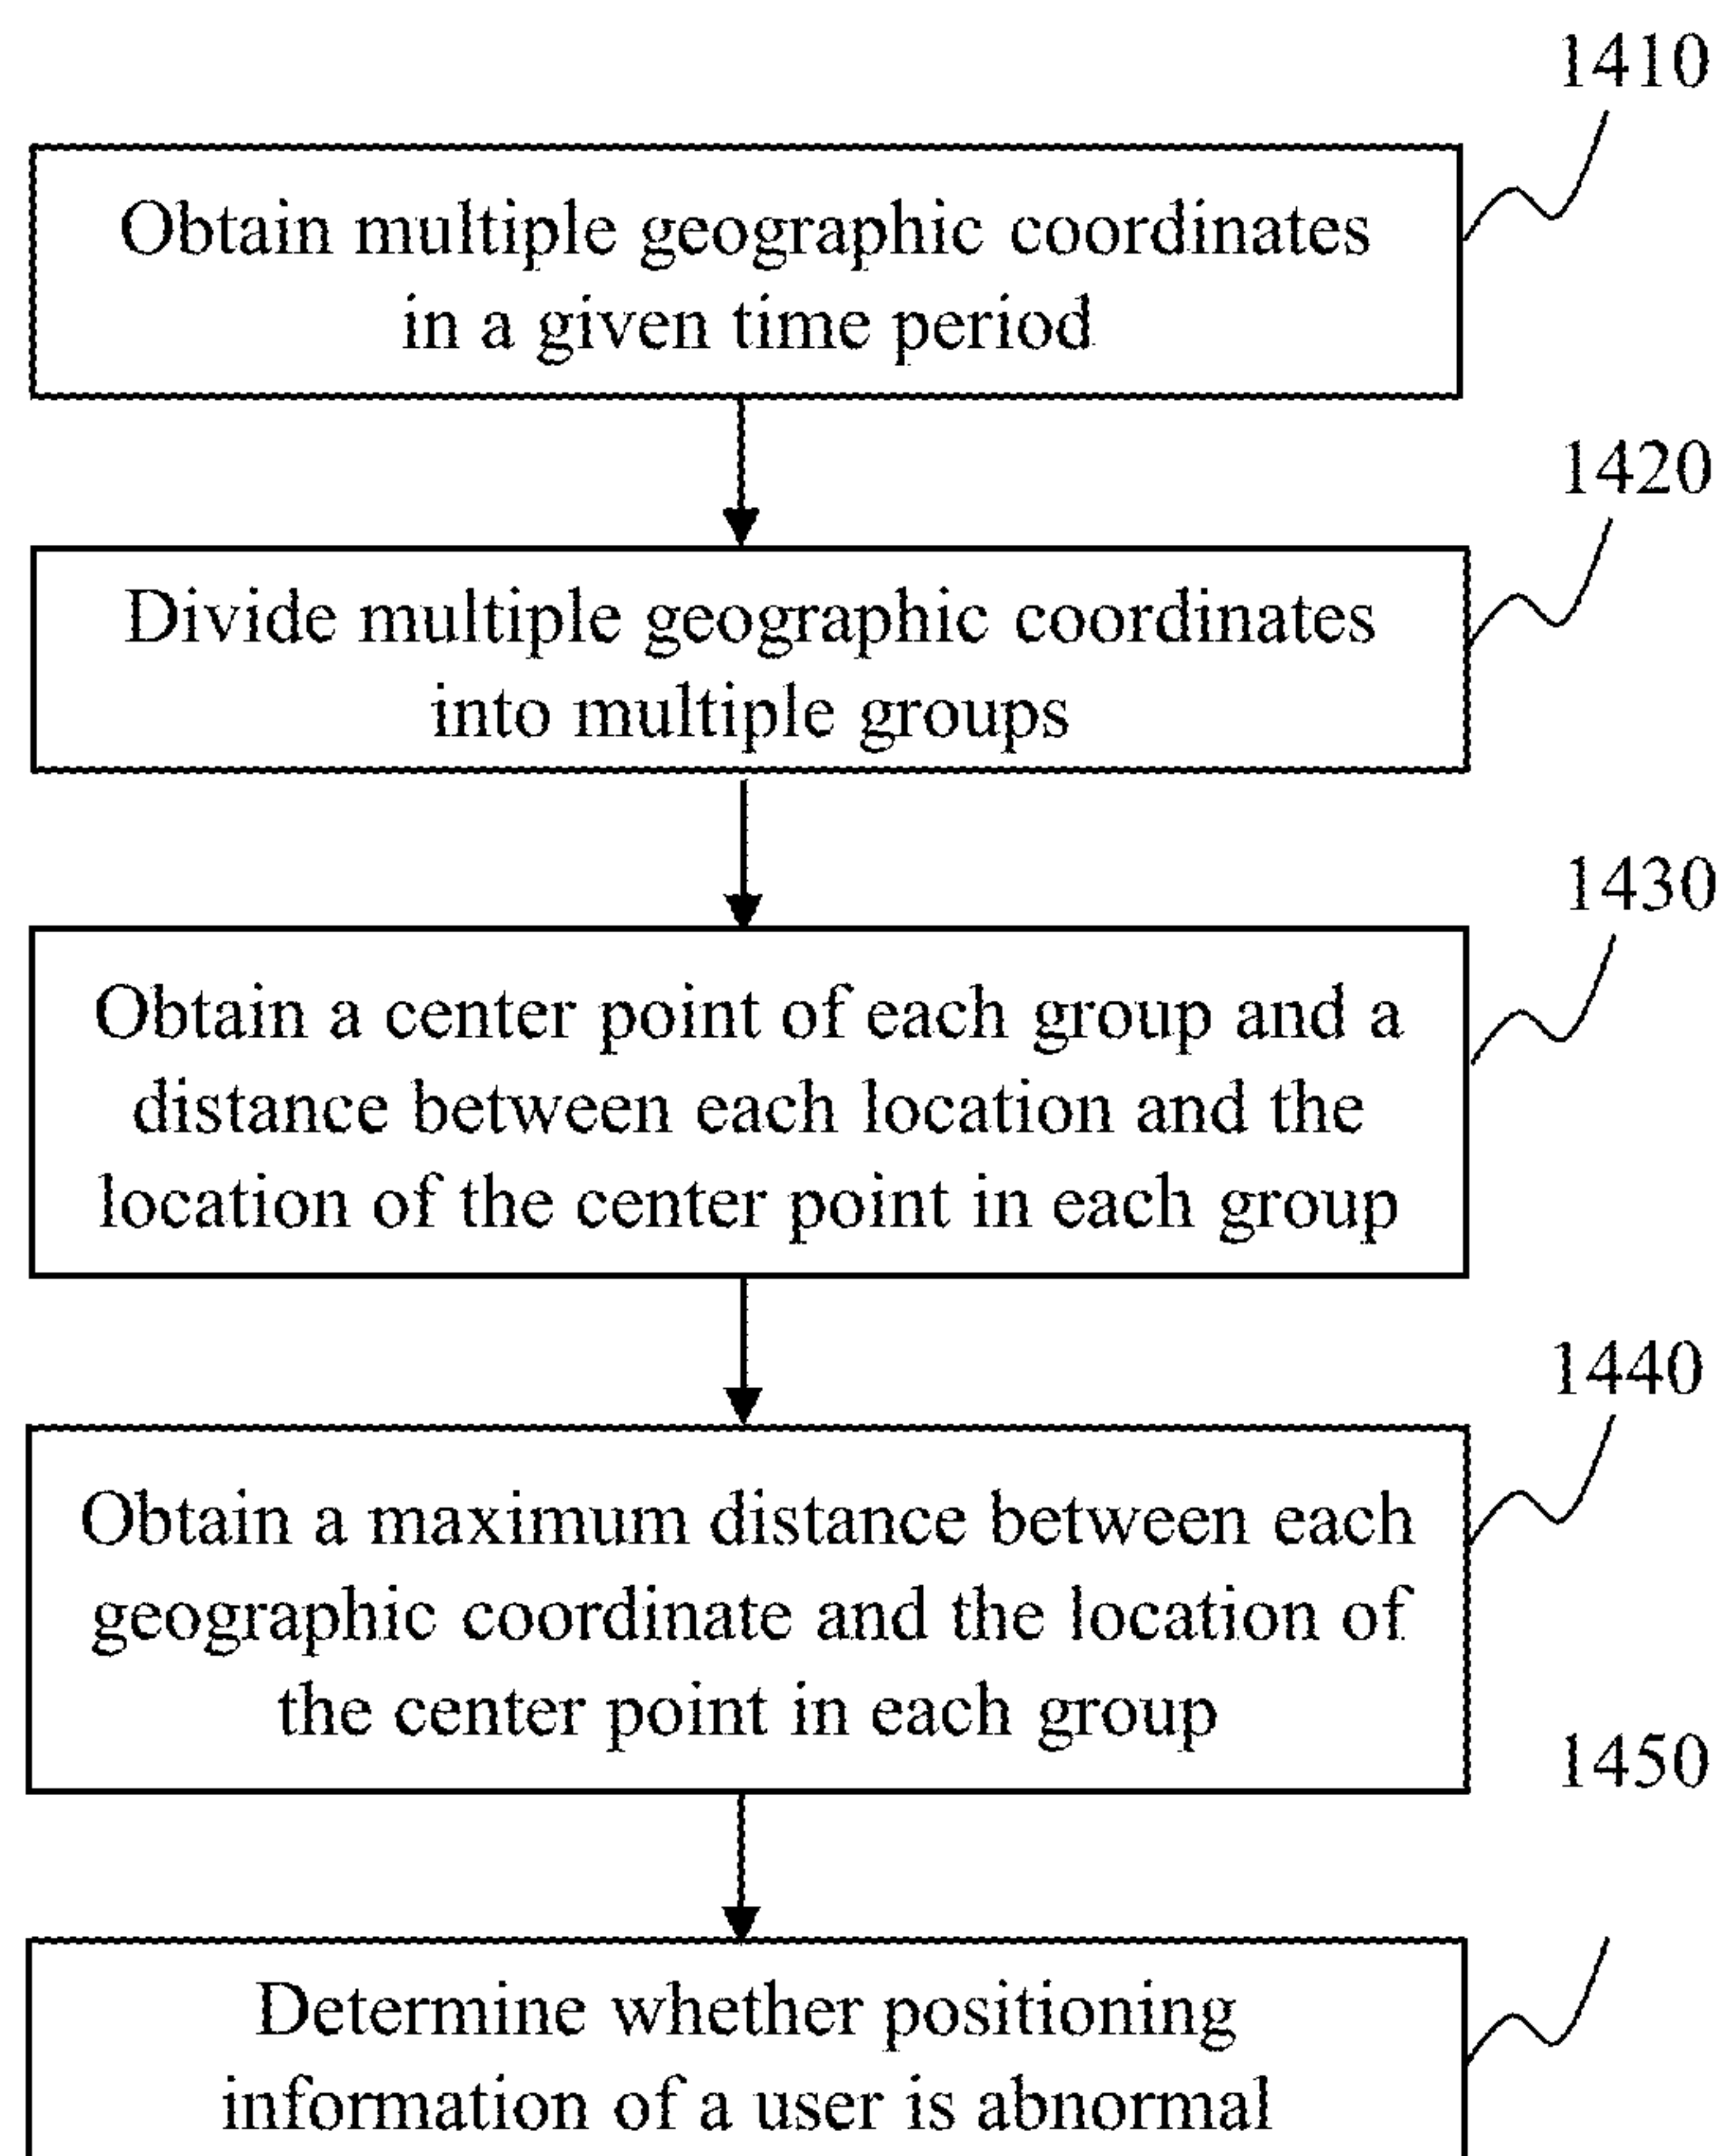 1410
Obtain multiple geographic coordinates
in a given time period
1420
Divide multiple geographic coordinates
into multiple groups
1430
Obtain a center point of each group and a
distance between each location and the
location of the center point in each group
1440
Obtain a maximum distance between each
geographic coordinate and the location of
the center point in each group
1450
Determine whether positioning
information of a user is abnormal